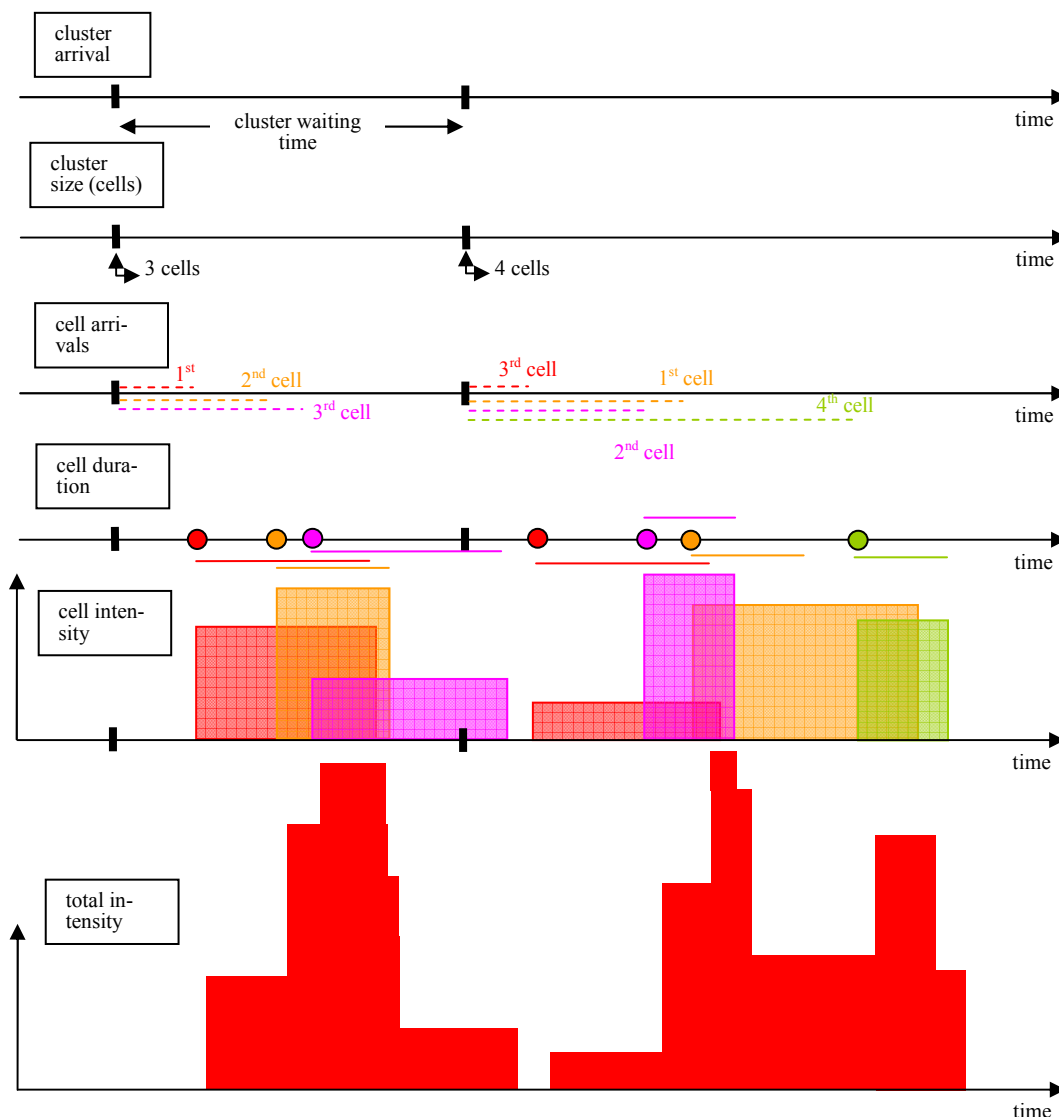 cluster
arrival
time
cluster waiting
time
cluster
size (cells)
time
3 cells
4 cells
cell arri-
vals
1st
2nd cell
3rd cell
3rd cell
1st cell
4th cell
time
2nd cell
cell dura-
tion
time
cell inten-
sity
time
total in-
tensity
time